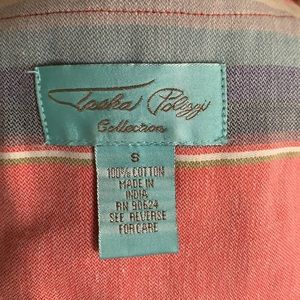 Tasha Polizzi
Collection
S
100% COTTON
MADE IN
INDIA
RN 90624
SEE REVERSE
FOR CARE